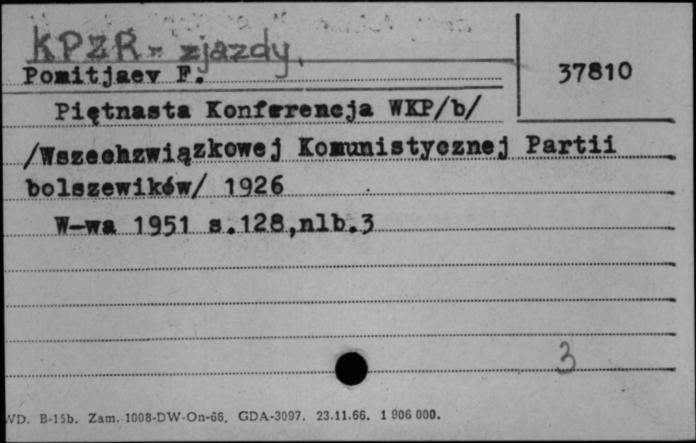 KPZR - zjazdy.
Pomitjaev F.
37810
Piętnasta Konferencja WKP/b/
/Wszechzwiązkowej Komunistycznej Partii
bolszewików/ 1926
W-wa 1951 s.128,nlb.3
3
WD. B-15b. Zam. 1008-DW-On-66. GDA-3097. 23.11.66. 1 906 000.